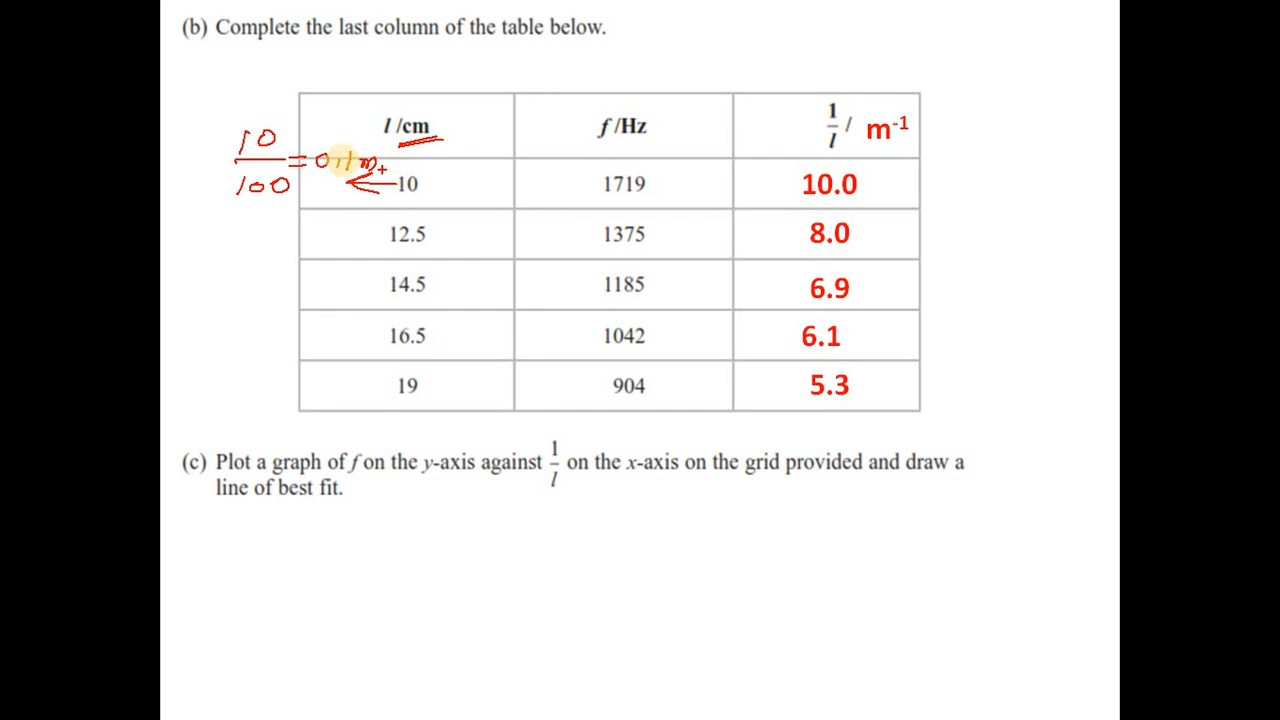 (b) Complete the last column of the table below.
l /cm f /Hz 1/l / m⁻¹
10/100 = 0.1m
10 1719 10.0
12.5 1375 8.0
14.5 1185 6.9
16.5 1042 6.1
19 904 5.3
(c) Plot a graph of f on the y-axis against 1/l on the x-axis on the grid provided and draw a
line of best fit.